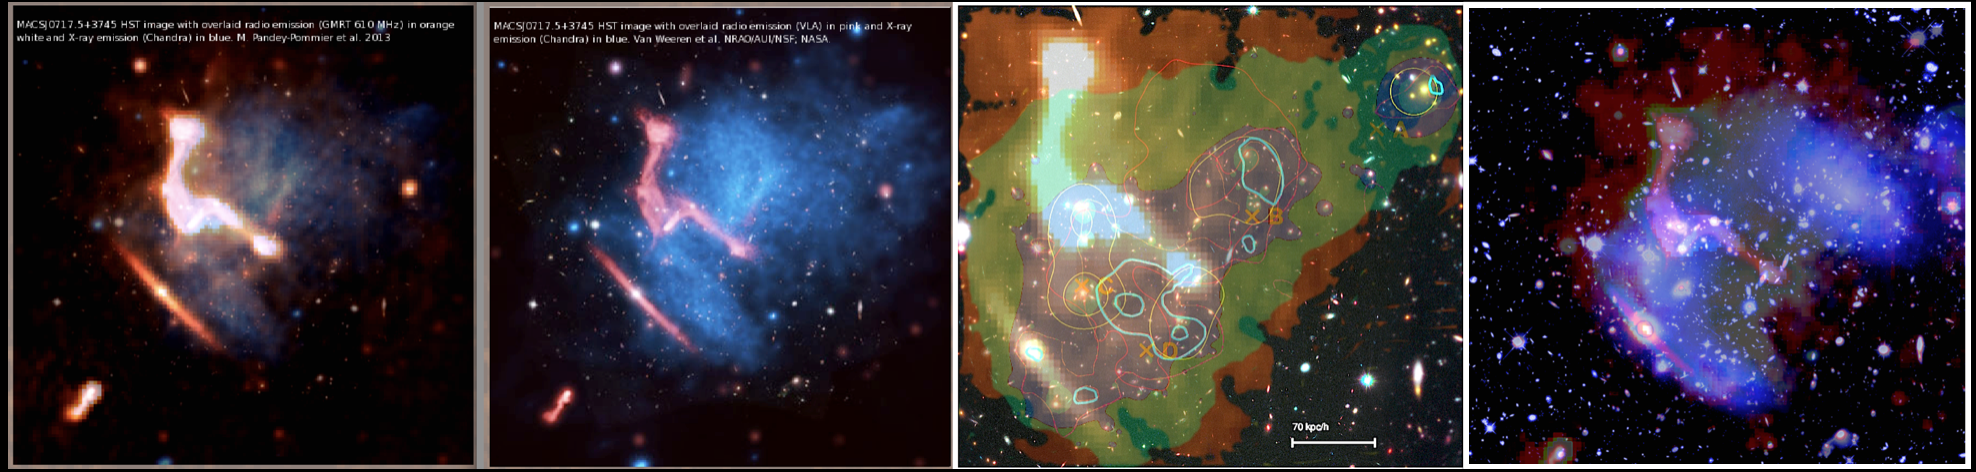 MACSJ0717.5+3745 HST image with overlaid radio emission (GMRT 610 MHz) in orange
white and X-ray emission (Chandra) in blue. M. Pandey-Pommier et al. 2013
MACSJ0717.5+3745 HST image with overlaid radio emission (VLA) in pink and X-ray
emission (Chandra) in blue. Van Weeren et al. NRAO/AUI/NSF; NASA
A
B
C
D
70 kpc/h